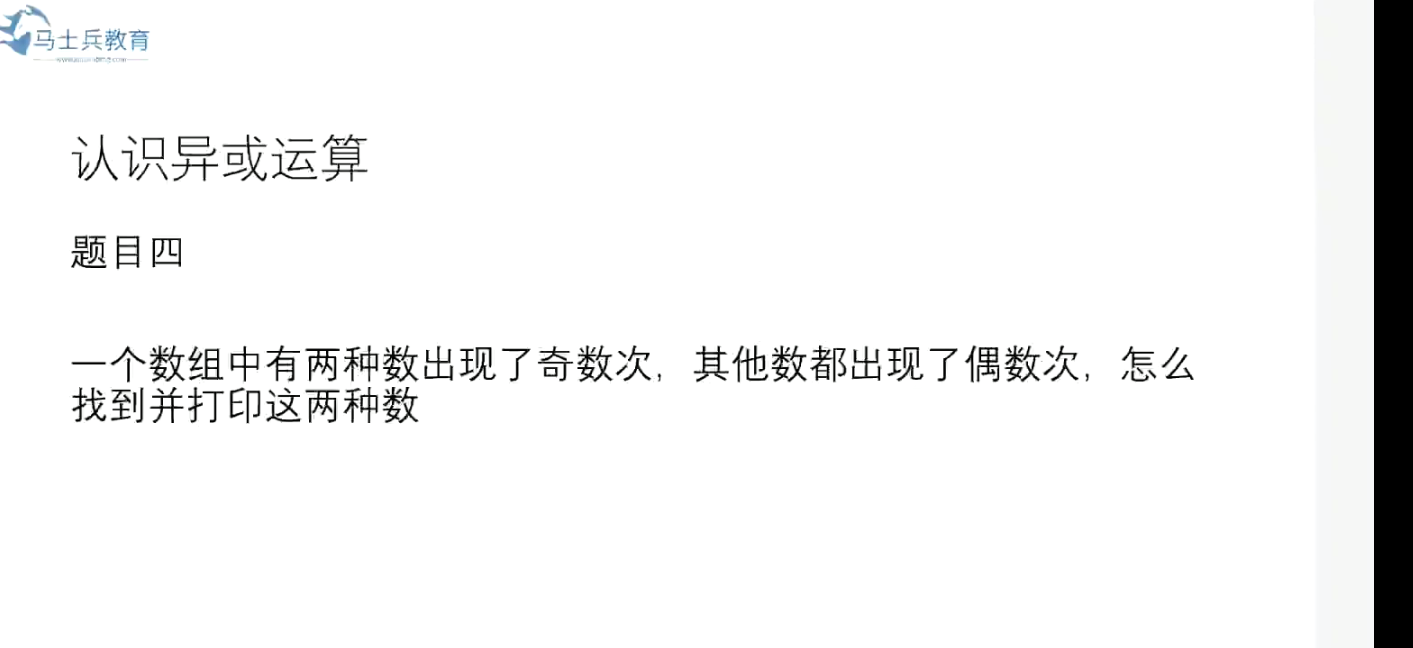 马士兵教育
认识异或运算
题目四
一个数组中有两种数出现了奇数次，其他数都出现了偶数次，怎么
找到并打印这两种数